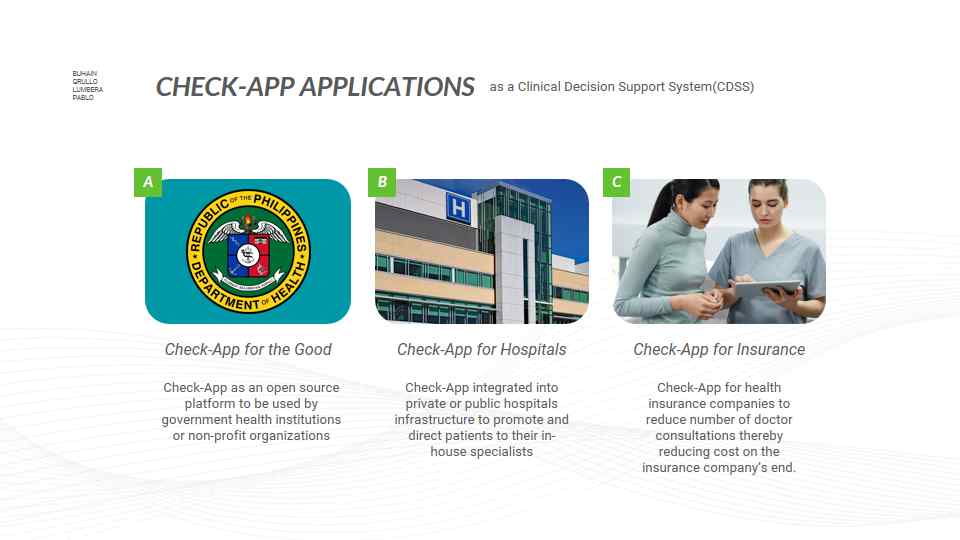 BUHAIN
QRULLO
LUMBERA
PABLO
CHECK-APP APPLICATIONS as a Clinical Decision Support System(CDSS)
A
REPUBLIC OF THE PHILIPPINES
DEPARTMENT OF HEALTH
B
H
C
Check-App for the Good
Check-App as an open source
platform to be used by
government health institutions
or non-profit organizations
Check-App for Hospitals
Check-App integrated into
private or public hospitals
infrastructure to promote and
direct patients to their in-
house specialists
Check-App for Insurance
Check-App for health
insurance companies to
reduce number of doctor
consultations thereby
reducing cost on the
insurance company's end.